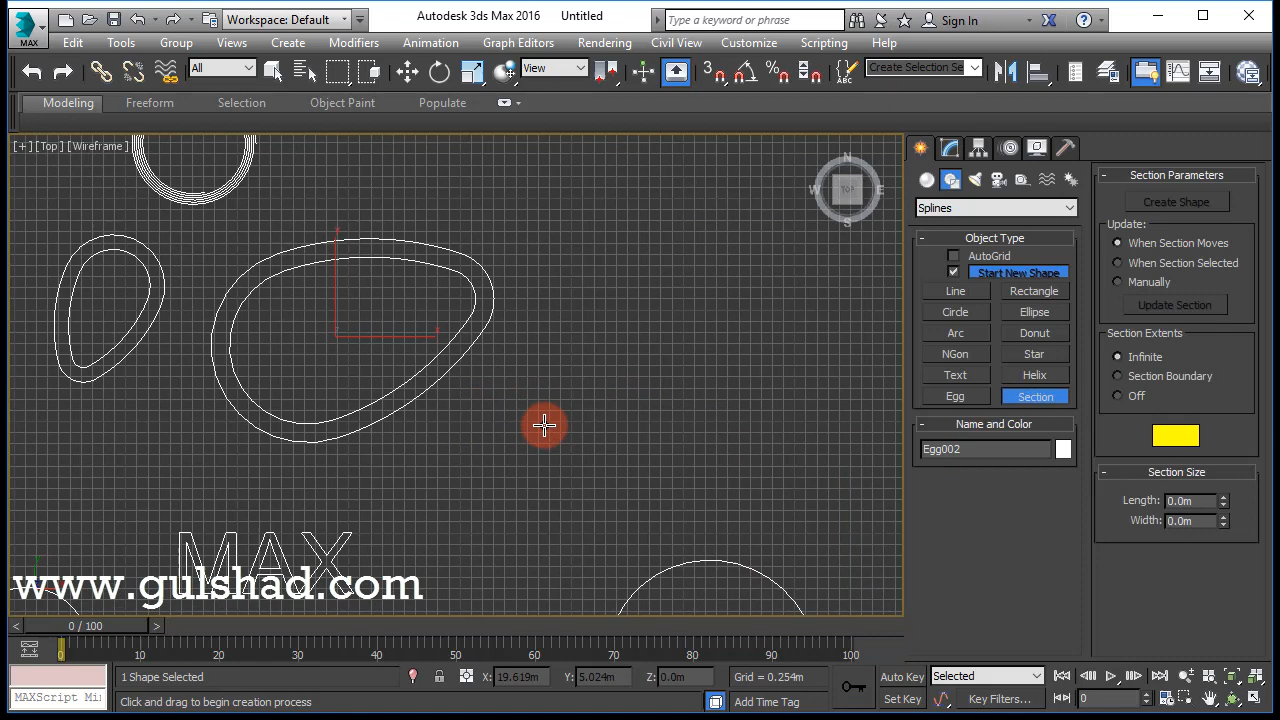 Workspace: Default
Autodesk 3ds Max 2016
Untitled
Type a keyword or phrase
Sign In
MAX
Edit
Tools
Group
Views
Create
Modifiers
Animation
Graph Editors
Rendering
Civil View
Customize
Scripting
Help
All
View
3
ABC
Create Selection Se
Modeling
Freeform
Selection
Object Paint
Populate
[+] [Top] [Wireframe]
N
W
TOP
E
S
Splines
Object Type
AutoGrid
Start New Shape
Line
Rectangle
Circle
Ellipse
Arc
Donut
NGon
Star
Text
Helix
Egg
Section
Name and Color
Egg002
Section Parameters
Create Shape
Update:
When Section Moves
When Section Selected
Manually
Update Section
Section Extents
Infinite
Section Boundary
Off
Section Size
Length: 0.0m
Width: 0.0m
MAX
www.gulshad.com
0 / 100
0
10
20
30
40
50
60
70
80
90
100
1 Shape Selected
X: 19.619m
Y: 5.024m
Z: 0.0m
Grid = 0.254m
Auto Key
Selected
MAXScript Mi
Click and drag to begin creation process
Add Time Tag
Set Key
Key Filters...
0